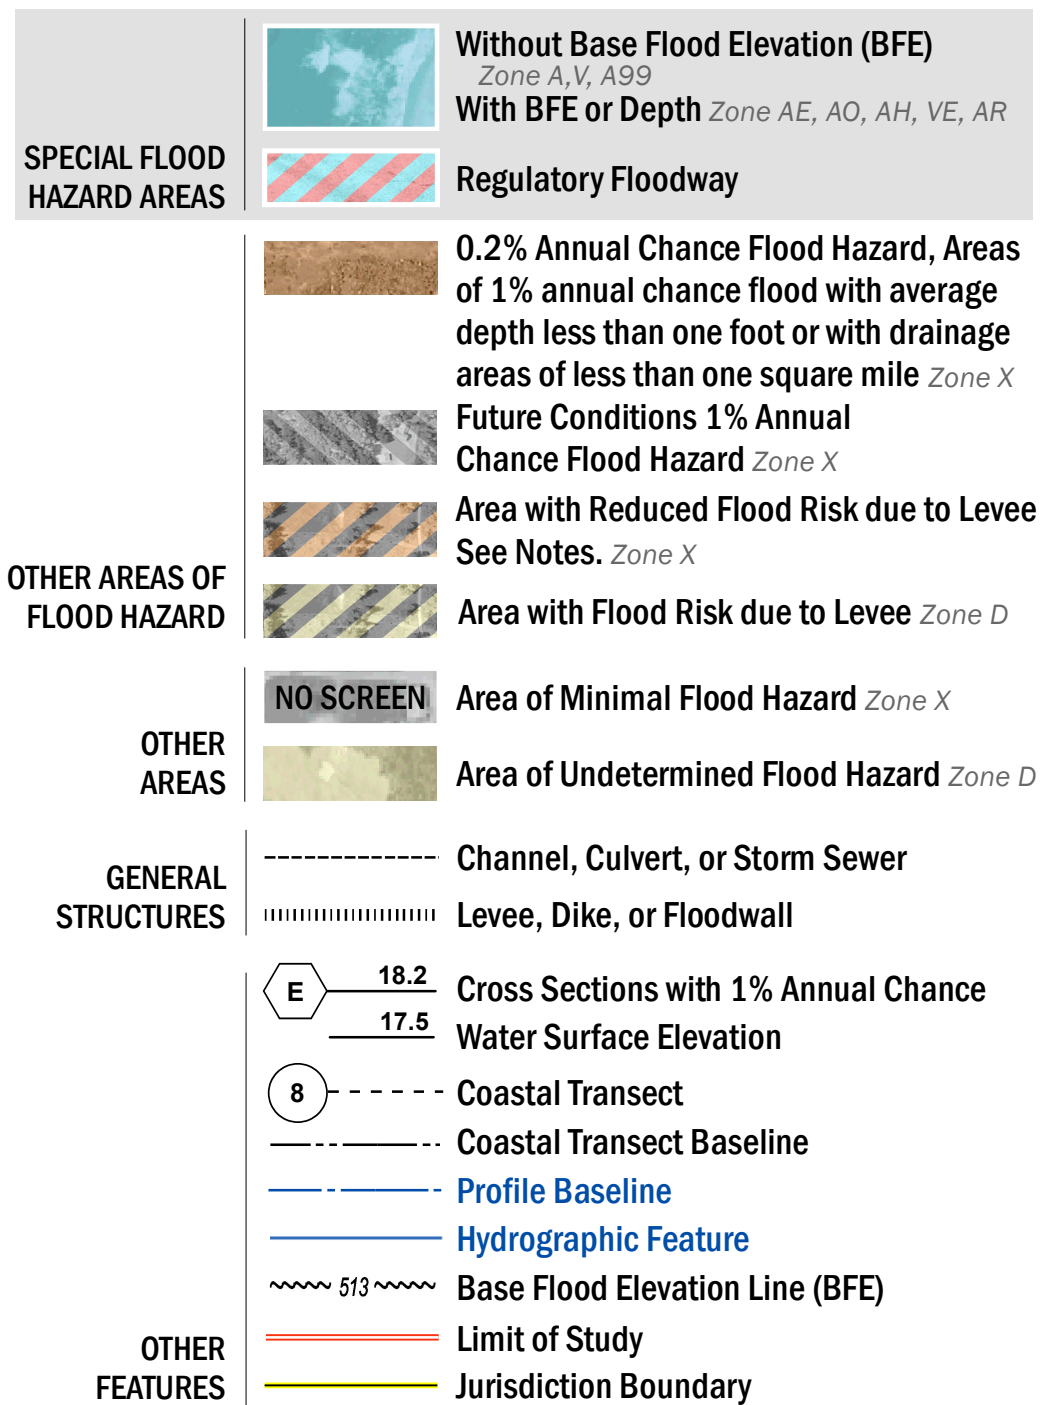 SPECIAL FLOOD
HAZARD AREAS
Without Base Flood Elevation (BFE)
Zone A,V, A99
With BFE or Depth Zone AE, AO, AH, VE, AR
Regulatory Floodway
OTHER AREAS OF
FLOOD HAZARD
0.2% Annual Chance Flood Hazard, Areas
of 1% annual chance flood with average
depth less than one foot or with drainage
areas of less than one square mile Zone X
Future Conditions 1% Annual
Chance Flood Hazard Zone X
Area with Reduced Flood Risk due to Levee
See Notes. Zone X
Area with Flood Risk due to Levee Zone D
OTHER
AREAS
NO SCREEN Area of Minimal Flood Hazard Zone X
Area of Undetermined Flood Hazard Zone D
GENERAL
STRUCTURES
Channel, Culvert, or Storm Sewer
Levee, Dike, or Floodwall
OTHER
FEATURES
E 18.2 Cross Sections with 1% Annual Chance
17.5 Water Surface Elevation
8 Coastal Transect
Coastal Transect Baseline
Profile Baseline
Hydrographic Feature
513 Base Flood Elevation Line (BFE)
Limit of Study
Jurisdiction Boundary